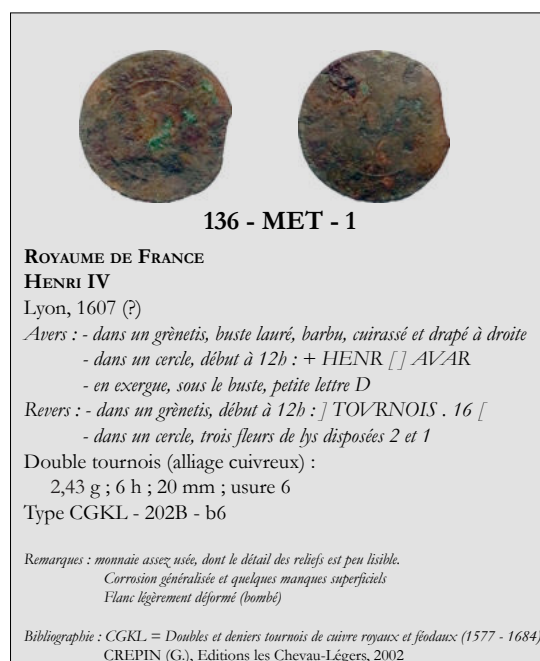 136 - MET - 1
ROYAUME DE FRANCE
HENRI IV
Lyon, 1607 (?)
Avers : - dans un grènetis, buste lauré, barbu, cuirassé et drapé à droite
- dans un cercle, début à 12h : + HENR [ ] AVAR
- en exergue, sous le buste, petite lettre D
Revers : - dans un grènetis, début à 12h : ] TOVRNOIS . 16 [
- dans un cercle, trois fleurs de lys disposées 2 et 1
Double tournois (alliage cuivreux) :
2,43 g ; 6 h ; 20 mm ; usure 6
Type CGKL - 202B - b6
Remarques : monnaie assez usée, dont le détail des reliefs est peu lisible.
Corrosion généralisée et quelques manques superficiels
Flanc légèrement déformé (bombé)
Bibliographie : CGKL = Doubles et deniers tournois de cuivre royaux et féodaux (1577 - 1684)
CREPIN (G.), Editions les Chevau-Légers, 2002